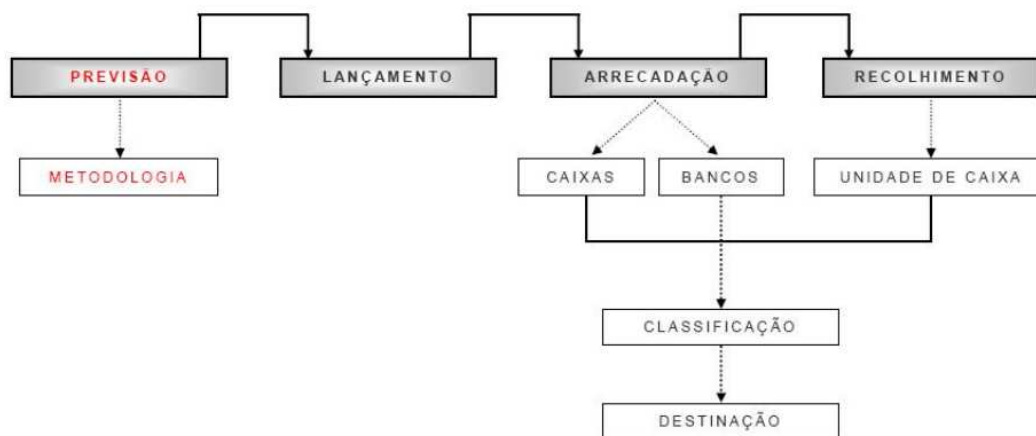 PREVISÃO
LANÇAMENTO
ARRECADAÇÃO
RECOLHIMENTO
METODOLOGIA
CAIXAS
BANCOS
UNIDADE DE CAIXA
CLASSIFICAÇÃO
DESTINAÇÃO